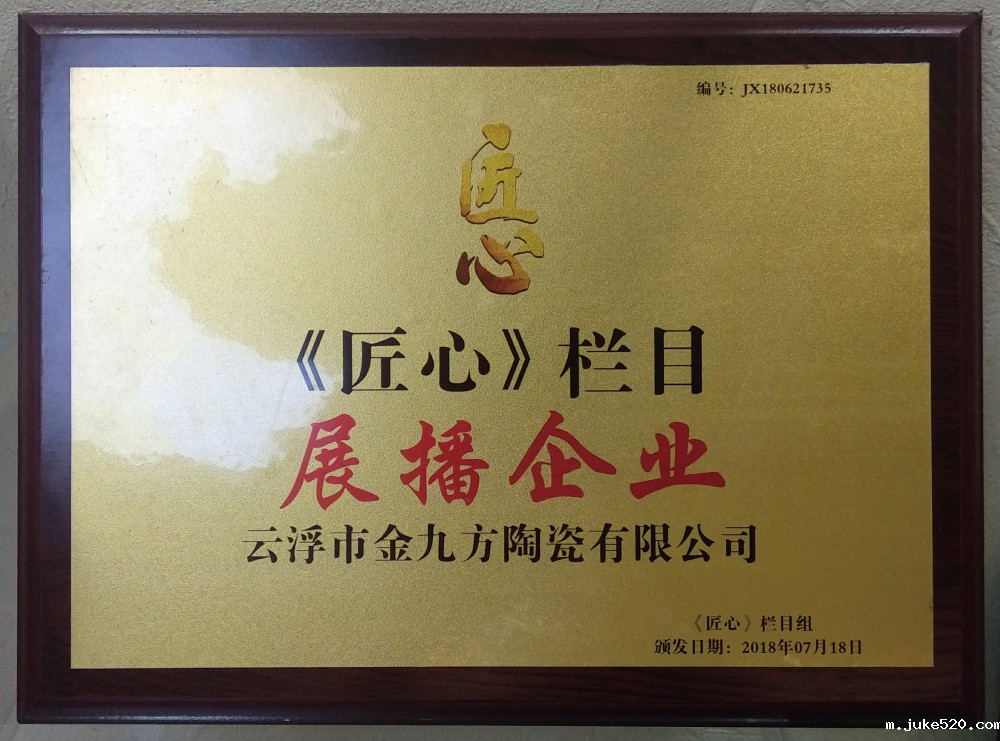 编号：JX180621735
匠
心
《匠心》栏目
展播企业
云浮市金九方陶瓷有限公司
《匠心》栏目组
颁发日期：2018年07月18日
m.juke520.com